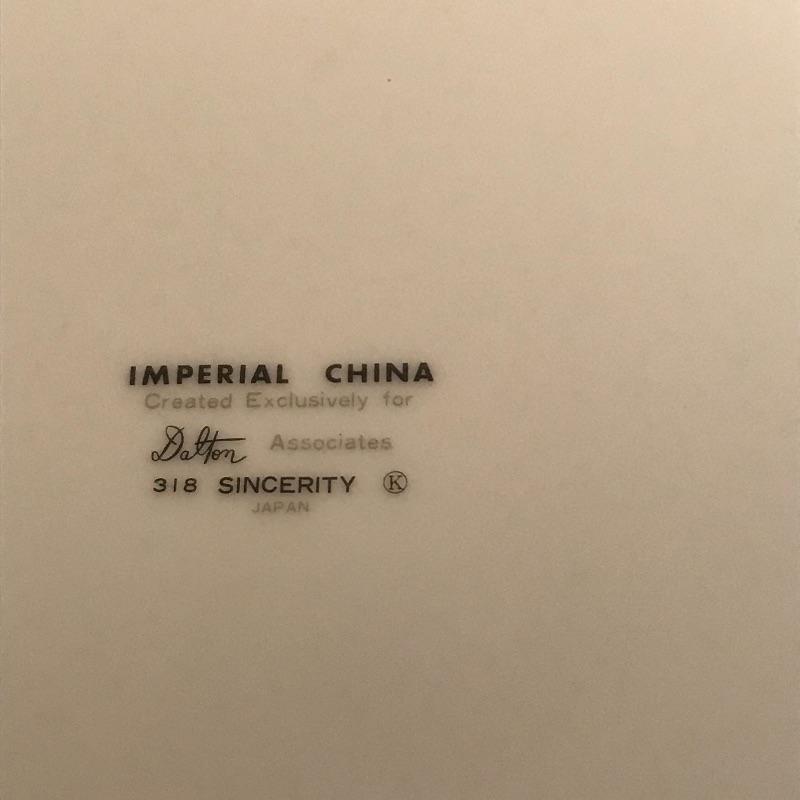 IMPERIAL CHINA
Created Exclusively for
Dalton Associates
318 SINCERITY Ⓚ
JAPAN